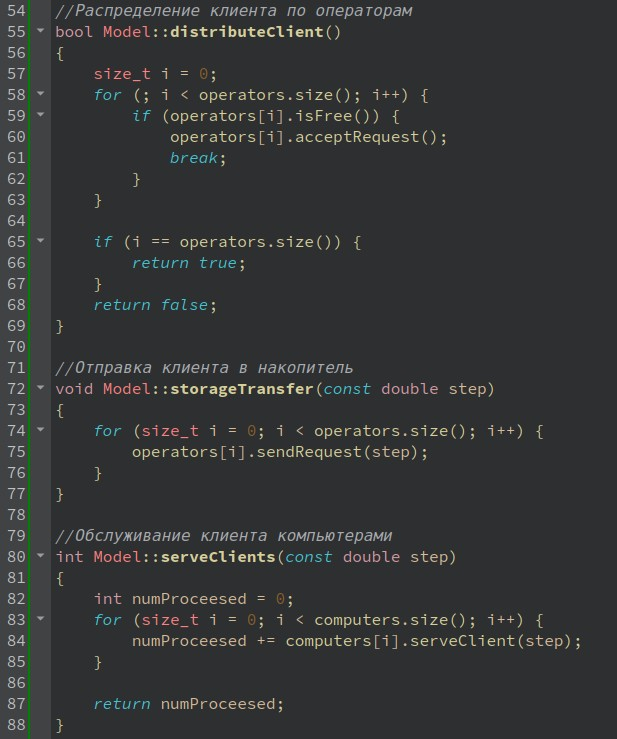 54 //Распределение клиента по операторам
55 bool Model::distributeClient()
56 {
57     size_t i = 0;
58     for (; i < operators.size(); i++) {
59         if (operators[i].isFree()) {
60             operators[i].acceptRequest();
61             break;
62         }
63     }
64
65     if (i == operators.size()) {
66         return true;
67     }
68     return false;
69 }
70
71 //Отправка клиента в накопитель
72 void Model::storageTransfer(const double step)
73 {
74     for (size_t i = 0; i < operators.size(); i++) {
75         operators[i].sendRequest(step);
76     }
77 }
78
79 //Обслуживание клиента компьютерами
80 int Model::serveClients(const double step)
81 {
82     int numProceesed = 0;
83     for (size_t i = 0; i < computers.size(); i++) {
84         numProceesed += computers[i].serveClient(step);
85     }
86
87     return numProceesed;
88 }